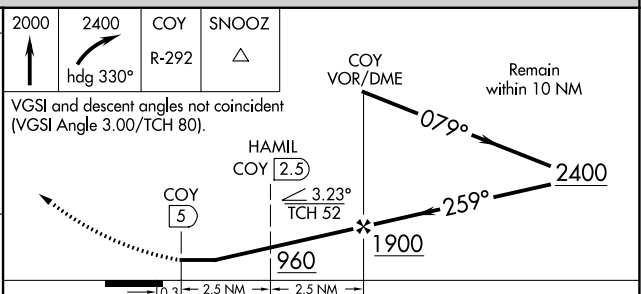 2000
2400
hdg 330°
COY
R-292
SNOOZ
VGSI and descent angles not coincident
(VGSI Angle 3.00/TCH 80).
COY
VOR/DME
Remain
within 10 NM
079°
2400
259°
HAMIL
COY 2.5
3.23°
TCH 52
COY
5
1900
960
0.3
2.5 NM
2.5 NM